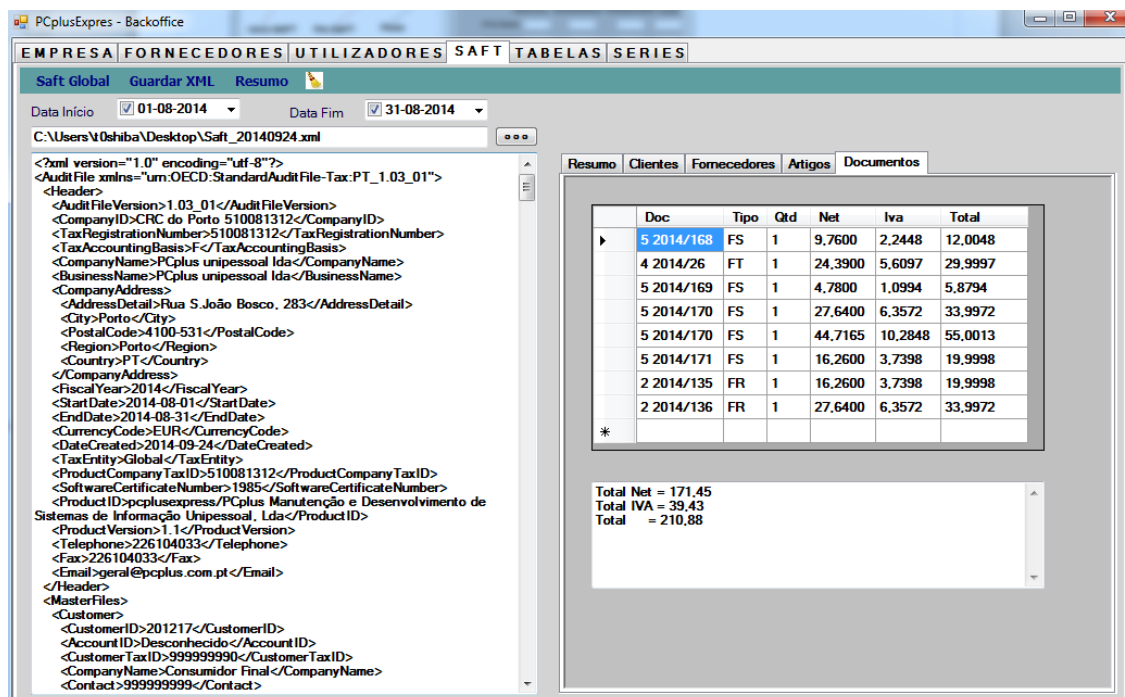 PCplusExpres - Backoffice
EMPRESA FORNECEDORES UTILIZADORES SAFT TABELAS SERIES
Saft Global Guardar XML Resumo
Data Início 01-08-2014 Data Fim 31-08-2014
C:\Users\t0shiba\Desktop\Saft_20140924.xml
<?xml version="1.0" encoding="utf-8"?>
<AuditFile xmlns="urn:OECD:StandardAuditFile-Tax:PT_1.03_01">
<Header>
<AuditFileVersion>1.03_01</AuditFileVersion>
<CompanyID>CRC do Porto 510081312</CompanyID>
<TaxRegistrationNumber>510081312</TaxRegistrationNumber>
<TaxAccountingBasis>F</TaxAccountingBasis>
<CompanyName>PCplus unipessoal lda</CompanyName>
<BusinessName>PCplus unipessoal lda</BusinessName>
<CompanyAddress>
<AddressDetail>Rua S.João Bosco, 283</AddressDetail>
<City>Porto</City>
<PostalCode>4100-531</PostalCode>
<Region>Porto</Region>
<Country>PT</Country>
</CompanyAddress>
<FiscalYear>2014</FiscalYear>
<StartDate>2014-08-01</StartDate>
<EndDate>2014-08-31</EndDate>
<CurrencyCode>EUR</CurrencyCode>
<DateCreated>2014-09-24</DateCreated>
<TaxEntity>Global</TaxEntity>
<ProductCompanyTaxID>510081312</ProductCompanyTaxID>
<SoftwareCertificateNumber>1985</SoftwareCertificateNumber>
<ProductID>pcplusexpress/PCplus Manutenção e Desenvolvimento de
Sistemas de Informação Unipessoal, Lda</ProductID>
<ProductVersion>1.1</ProductVersion>
<Telephone>226104033</Telephone>
<Fax>226104033</Fax>
<Email>geral@pcplus.com.pt</Email>
</Header>
<MasterFiles>
<Customer>
<CustomerID>201217</CustomerID>
<AccountID>Desconhecido</AccountID>
<CustomerTaxID>999999990</CustomerTaxID>
<CompanyName>Consumidor Final</CompanyName>
<Contact>999999999</Contact>
Resumo Clientes Fornecedores Artigos Documentos
Doc Tipo Qtd Net Iva Total
5 2014/168 FS 1 9,7600 2,2448 12,0048
4 2014/26 FT 1 24,3900 5,6097 29,9997
5 2014/169 FS 1 4,7800 1,0994 5,8794
5 2014/170 FS 1 27,6400 6,3572 33,9972
5 2014/170 FS 1 44,7165 10,2848 55,0013
5 2014/171 FS 1 16,2600 3,7398 19,9998
2 2014/135 FR 1 16,2600 3,7398 19,9998
2 2014/136 FR 1 27,6400 6,3572 33,9972
Total Net = 171,45
Total IVA = 39,43
Total = 210,88